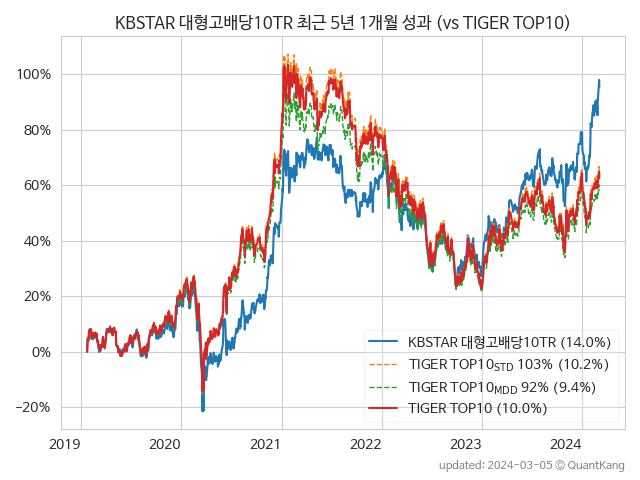 KBSTAR 대형고배당10TR 최근 5년 1개월 성과 (vs TIGER TOP10)
100%
80%
60%
40%
20%
0%
−20%
KBSTAR 대형고배당10TR (14.0%)
TIGER TOP10STD 103% (10.2%)
TIGER TOP10MDD 92% (9.4%)
TIGER TOP10 (10.0%)
2019 2020 2021 2022 2023 2024
updated: 2024-03-05 © QuantKang